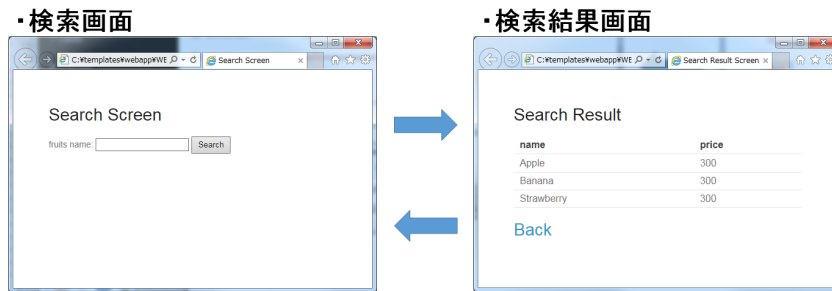 ・検索画面
C:¥templates¥webapp¥WE
Search Screen
Search Screen
fruits name:
Search
・検索結果画面
C:¥templates¥webapp¥WE
Search Result Screen
Search Result
name price
Apple 300
Banana 300
Strawberry 300
Back